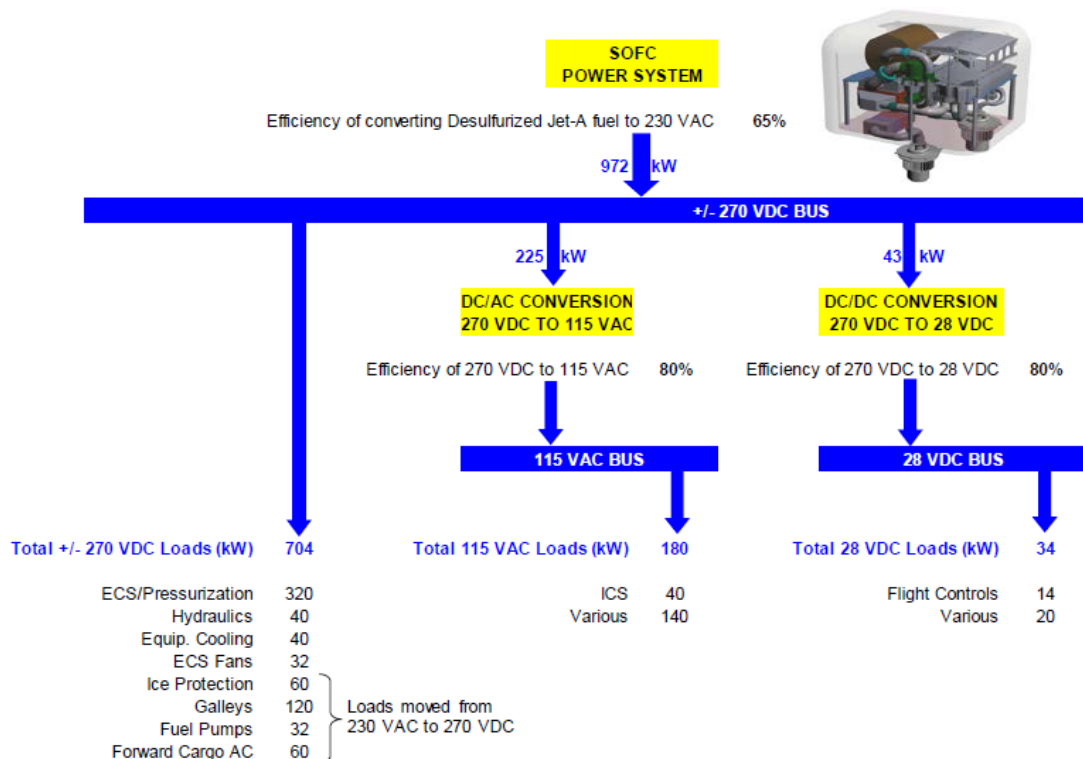 SOFC
POWER SYSTEM
Efficiency of converting Desulfurized Jet-A fuel to 230 VAC 65%
972 kW
+/- 270 VDC BUS
225 kW
43 kW
DC/AC CONVERSION
270 VDC TO 115 VAC
DC/DC CONVERSION
270 VDC TO 28 VDC
Efficiency of 270 VDC to 115 VAC 80%
Efficiency of 270 VDC to 28 VDC 80%
115 VAC BUS
28 VDC BUS
Total +/- 270 VDC Loads (kW) 704
ECS/Pressurization 320
Hydraulics 40
Equip. Cooling 40
ECS Fans 32
Ice Protection 60
Galleys 120
Fuel Pumps 32
Forward Cargo AC 60
Loads moved from
230 VAC to 270 VDC
Total 115 VAC Loads (kW) 180
ICS 40
Various 140
Total 28 VDC Loads (kW) 34
Flight Controls 14
Various 20